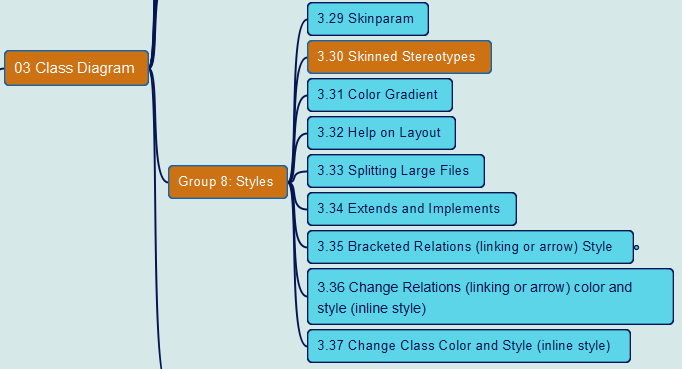 3.29 Skinparam
3.30 Skinned Stereotypes
03 Class Diagram
3.31 Color Gradient
3.32 Help on Layout
3.33 Splitting Large Files
Group 8: Styles
3.34 Extends and Implements
3.35 Bracketed Relations (linking or arrow) Style
3.36 Change Relations (linking or arrow) color and
style (inline style)
3.37 Change Class Color and Style (inline style)